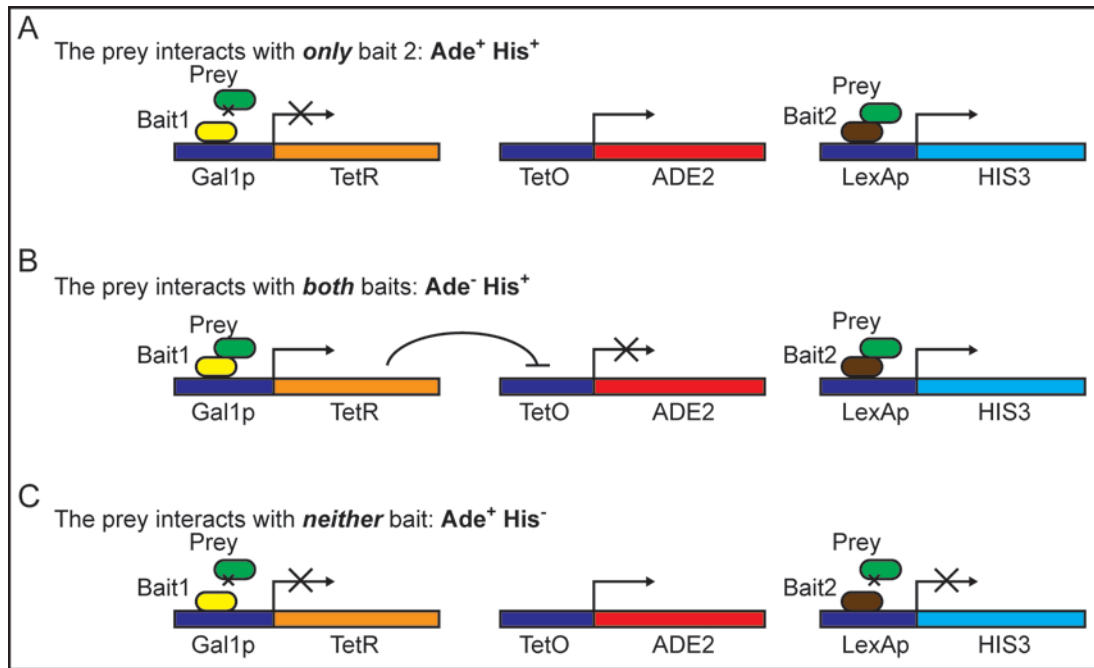 A
The prey interacts with only bait 2: Ade+ His+
Prey
Prey
Bait1
Bait2
Gal1p TetR TetO ADE2 LexAp HIS3
B
The prey interacts with both baits: Ade- His+
Prey
Prey
Bait1
Bait2
Gal1p TetR TetO ADE2 LexAp HIS3
C
The prey interacts with neither bait: Ade+ His-
Prey
Prey
Bait1
Bait2
Gal1p TetR TetO ADE2 LexAp HIS3